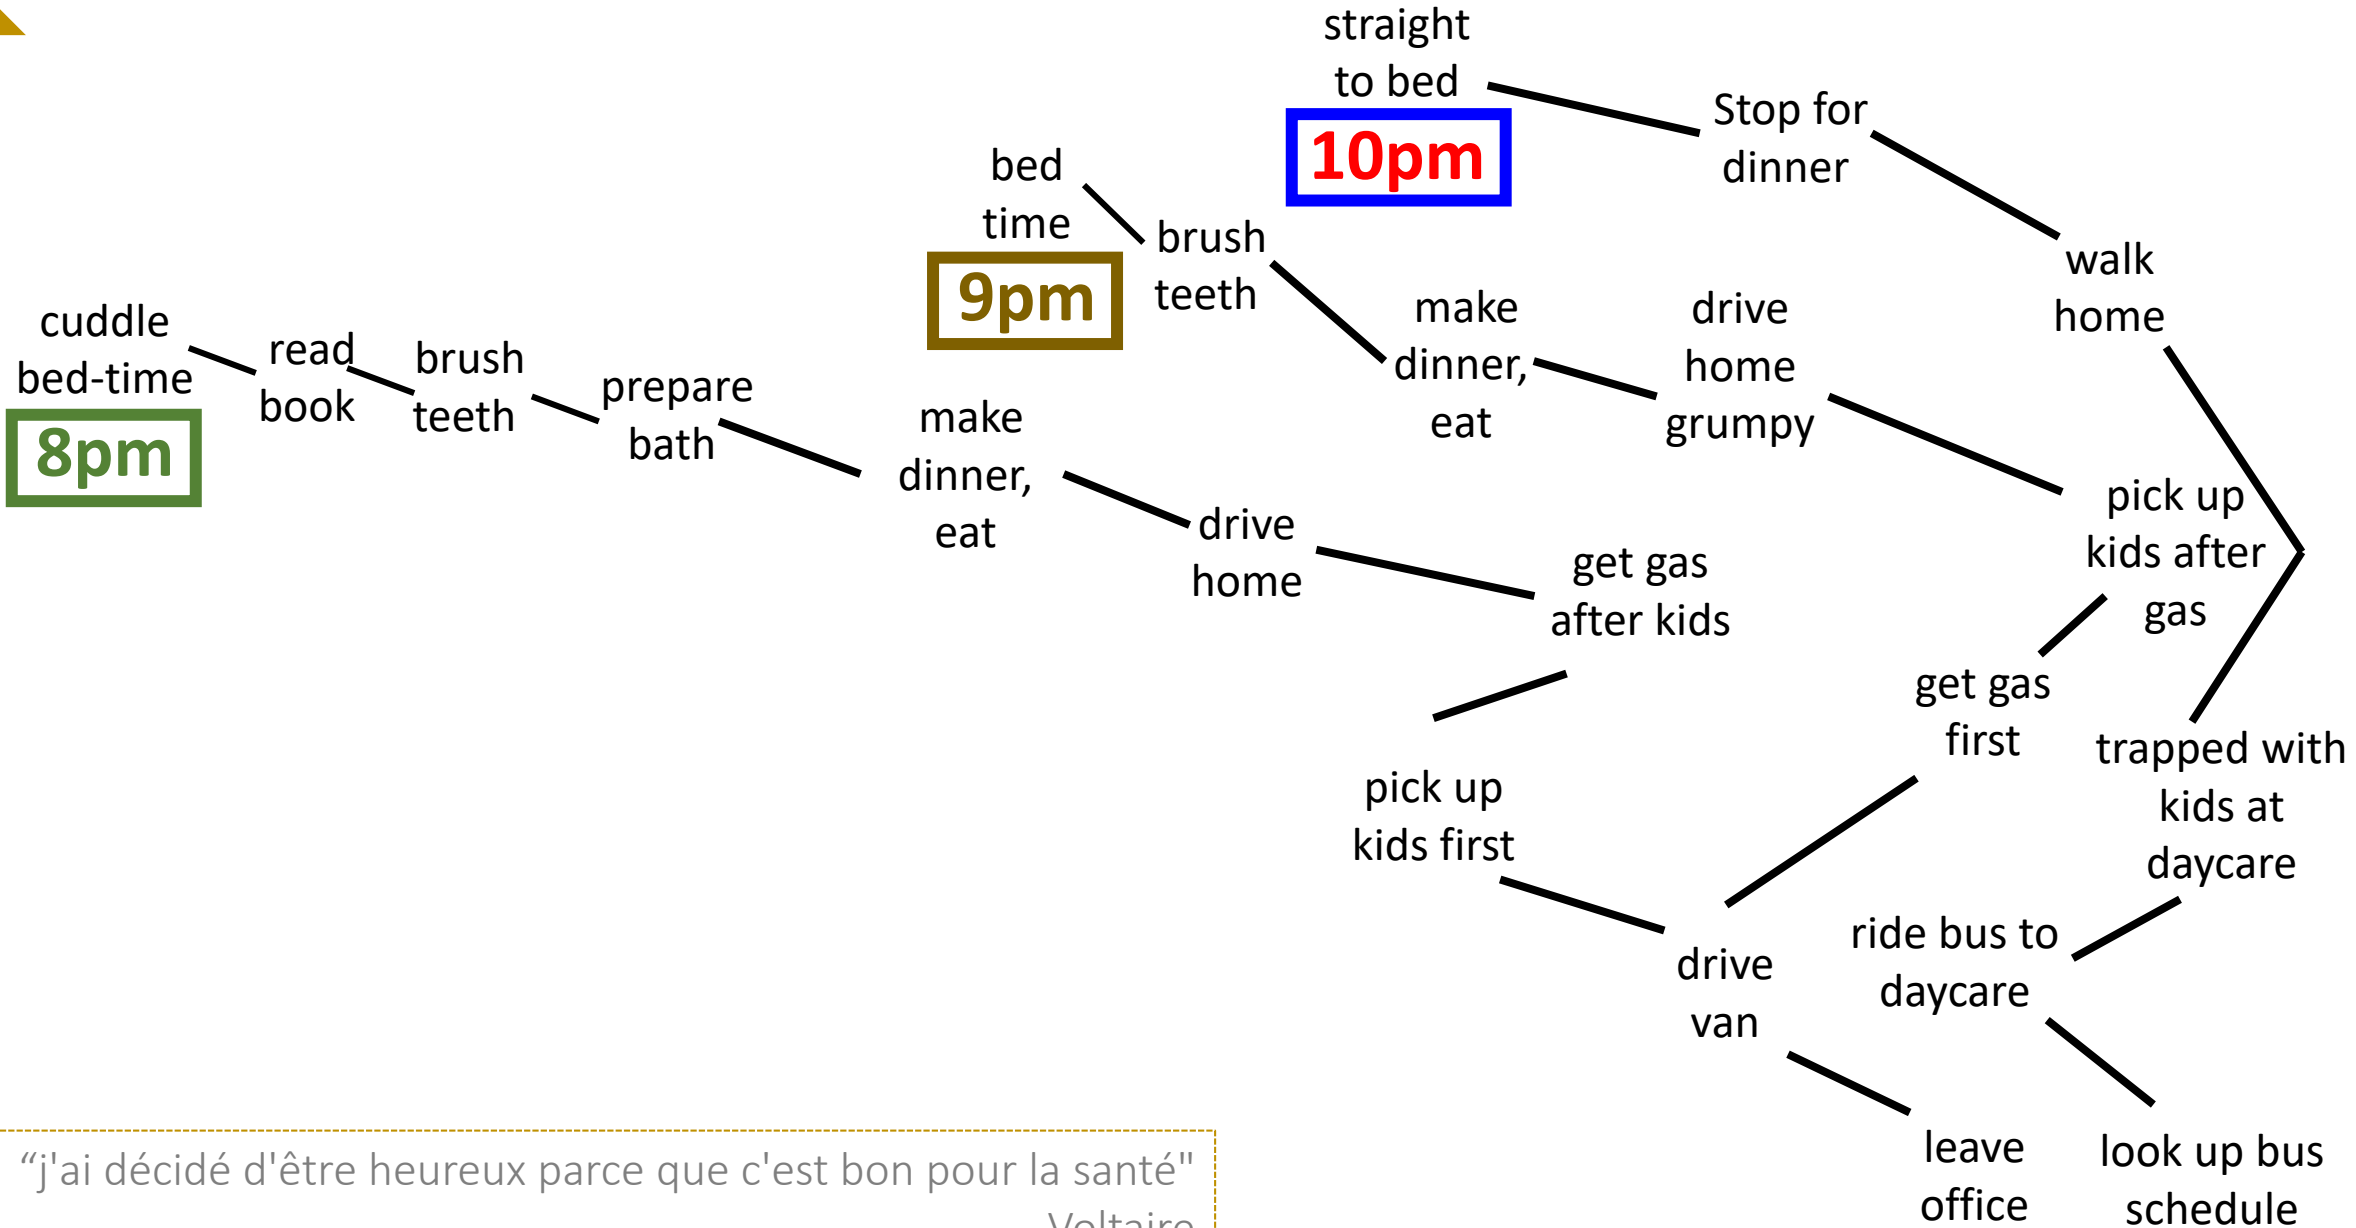 straight
to bed
10pm
Stop for
dinner
bed
time
9pm
brush
teeth
walk
home
make
dinner,
eat
drive
home
grumpy
cuddle
bed-time
8pm
read
book
brush
teeth
prepare
bath
make
dinner,
eat
drive
home
get gas
after kids
pick up
kids after
gas
get gas
first
trapped with
kids at
daycare
pick up
kids first
drive
van
ride bus to
daycare
leave
office
look up bus
schedule
“j'ai décidé d'être heureux parce que c'est bon pour la santé"
Voltaire